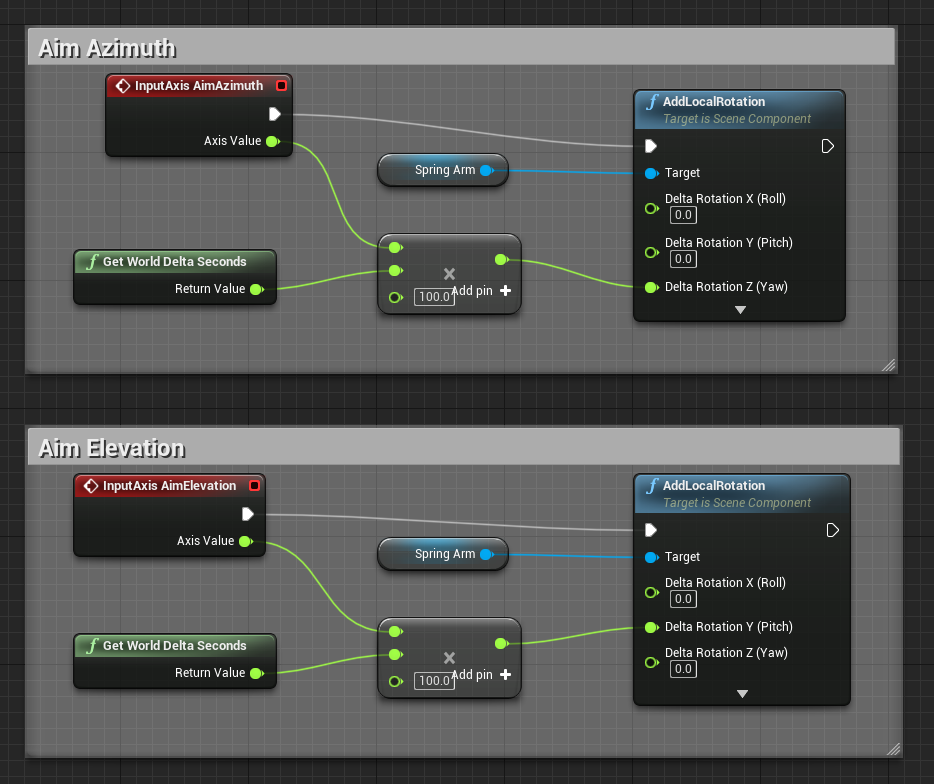 Aim Azimuth
InputAxis AimAzimuth
Axis Value
Get World Delta Seconds
Return Value
Spring Arm
100.0
Add pin
AddLocalRotation
Target is Scene Component
Target
Delta Rotation X (Roll)
0.0
Delta Rotation Y (Pitch)
0.0
Delta Rotation Z (Yaw)
Aim Elevation
InputAxis AimElevation
Axis Value
Get World Delta Seconds
Return Value
Spring Arm
100.0
Add pin
AddLocalRotation
Target is Scene Component
Target
Delta Rotation X (Roll)
0.0
Delta Rotation Y (Pitch)
Delta Rotation Z (Yaw)
0.0